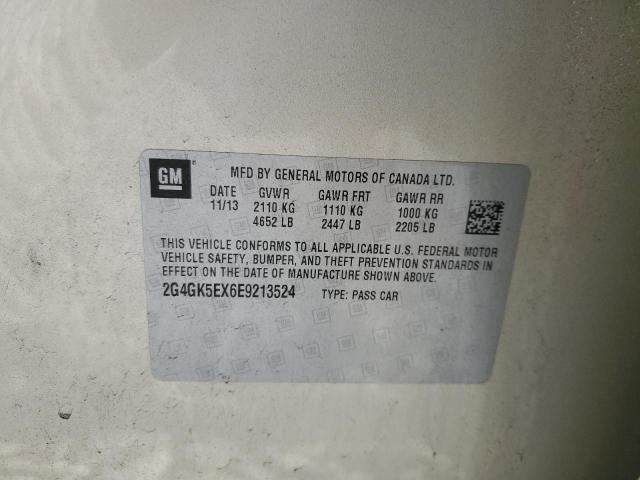 GM
MFD BY GENERAL MOTORS OF CANADA LTD.
DATE GVWR GAWR FRT GAWR RR
11/13 2110 KG 1110 KG 1000 KG
4652 LB 2447 LB 2205 LB
THIS VEHICLE CONFORMS TO ALL APPLICABLE U.S. FEDERAL MOTOR
VEHICLE SAFETY, BUMPER, AND THEFT PREVENTION STANDARDS IN
EFFECT ON THE DATE OF MANUFACTURE SHOWN ABOVE.
2G4GK5EX6E9213524 TYPE: PASS CAR